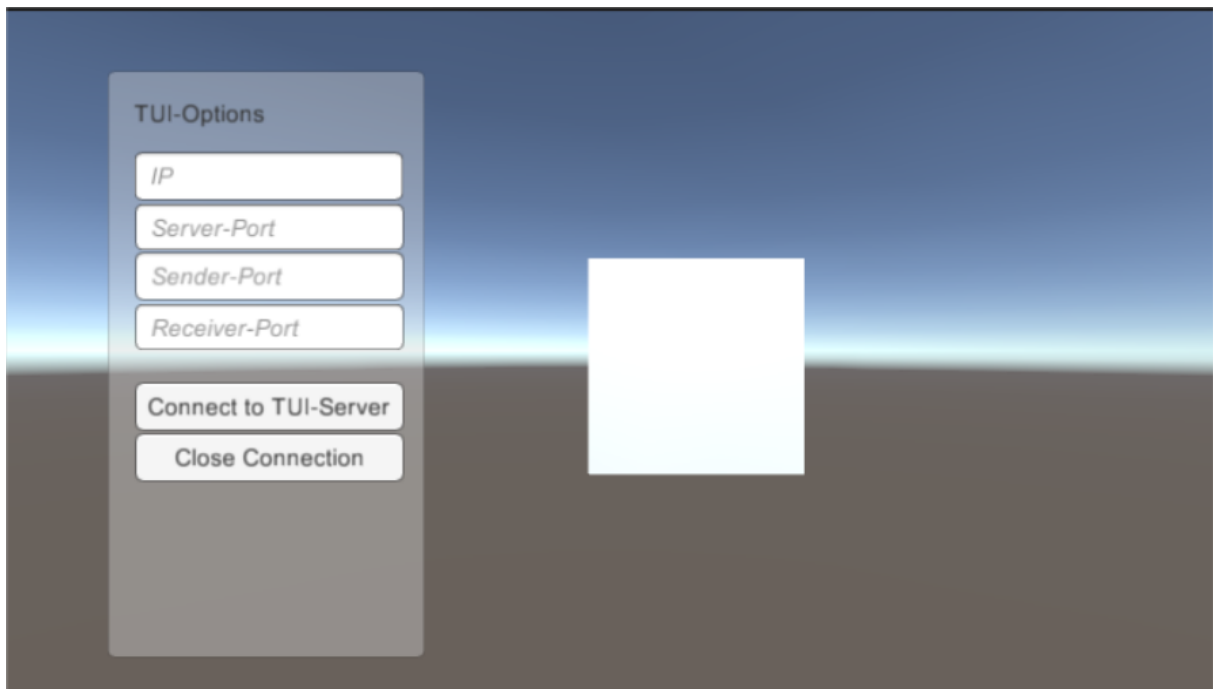 TUI-Options
IP
Server-Port
Sender-Port
Receiver-Port
Connect to TUI-Server
Close Connection